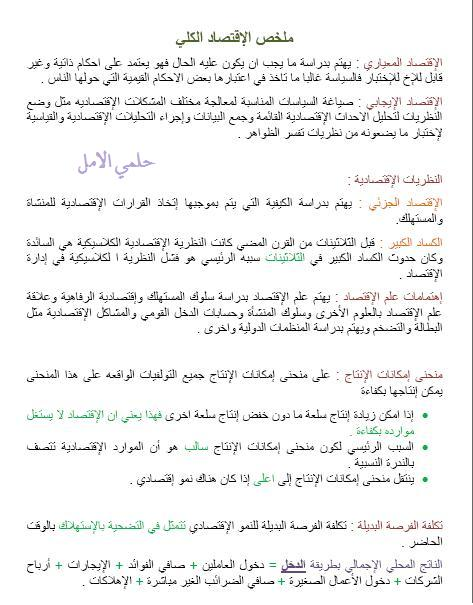 ملخص الإقتصاد الكلي
الإقتصاد المعياري : يهتم بدراسة ما يجب ان يكون عليه الحال فهو يعتمد على احكام ذاتية وغير
قابل للإخ للإختبار فالسياسة غالبا ما تاخذ في اعتبارها بعض الاحكام القيمية التي حولها الناس .
الإقتصاد الإيجابي : صياغة السياسات المناسبة لمعالجة مختلف المشكلات الإقتصاديه مثل وضع
النظريات لتحليل الاحداث الإقتصادية القائمة وجمع البيانات وإجراء التحليلات الإقتصادية والقياسية
لإختبار ما يضعونه من نظريات تفسر الظواهر .
حلمي الامل
النظريات الإقتصادية :
الإقتصاد الجزئي : يهتم بدراسة الكيفية التي يتم بموجبها إتخاذ القرارات الإقتصادية للمنشاة
والمستهلك.
الكساد الكبير : قبل الثلاثينات من القرن المضي كانت النظرية الإقتصادية الكلاسيكية هي السائدة
وكان حدوث الكساد الكبير في الثلاثينات سببه الرئيسي هو فشل النظرية ا لكلاسيكية في إدارة
الإقتصاد .
إهتمامات علم الإقتصاد : يهتم علم الإقتصاد بدراسة سلوك المستهلك وإقتصادية الرفاهية وعلاقة
علم الإقتصاد بالعلوم الأخرى وسلوك المنشأة وحسابات الدخل القومي والمشاكل الإقتصادية مثل
البطالة والتضخم ويهتم بدراسة المنظمات الدولية واخرى .
منحنى إمكانات الإنتاج : على منحنى إمكانات الإنتاج جميع التولفيات الواقعه على هذا المنحنى
يمكن إنتاجها بكفاءة
إذا امكن زيادة إنتاج سلعة ما دون خفض إنتاج سلعة اخرى فهذا يعني ان الإقتصاد لا يستغل
موارده بكفاءة .
السبب الرئيسي لكون منحنى إمكانات الإنتاج سالب هو أن الموارد الإقتصادية تتصف
بالندرة النسبية .
ينتقل منحنى إمكانات الإنتاج إلى اعلى إذا كان هناك نمو إقتصادي .
تكلفة الفرصة البديلة : تكلفة الفرصة البديلة للنمو الإقتصادي تتمثل في التضحية بالإستهلاك بالوقت
الحاضر .
الناتج المحلي الإجمالي بطريقة الدخل = دخول العاملين + صافي الفوائد + الإيجارات + أرباح
الشركات + دخول الأعمال الصغيرة + صافي الضرائب الغير مباشرة + الإهلاكات .